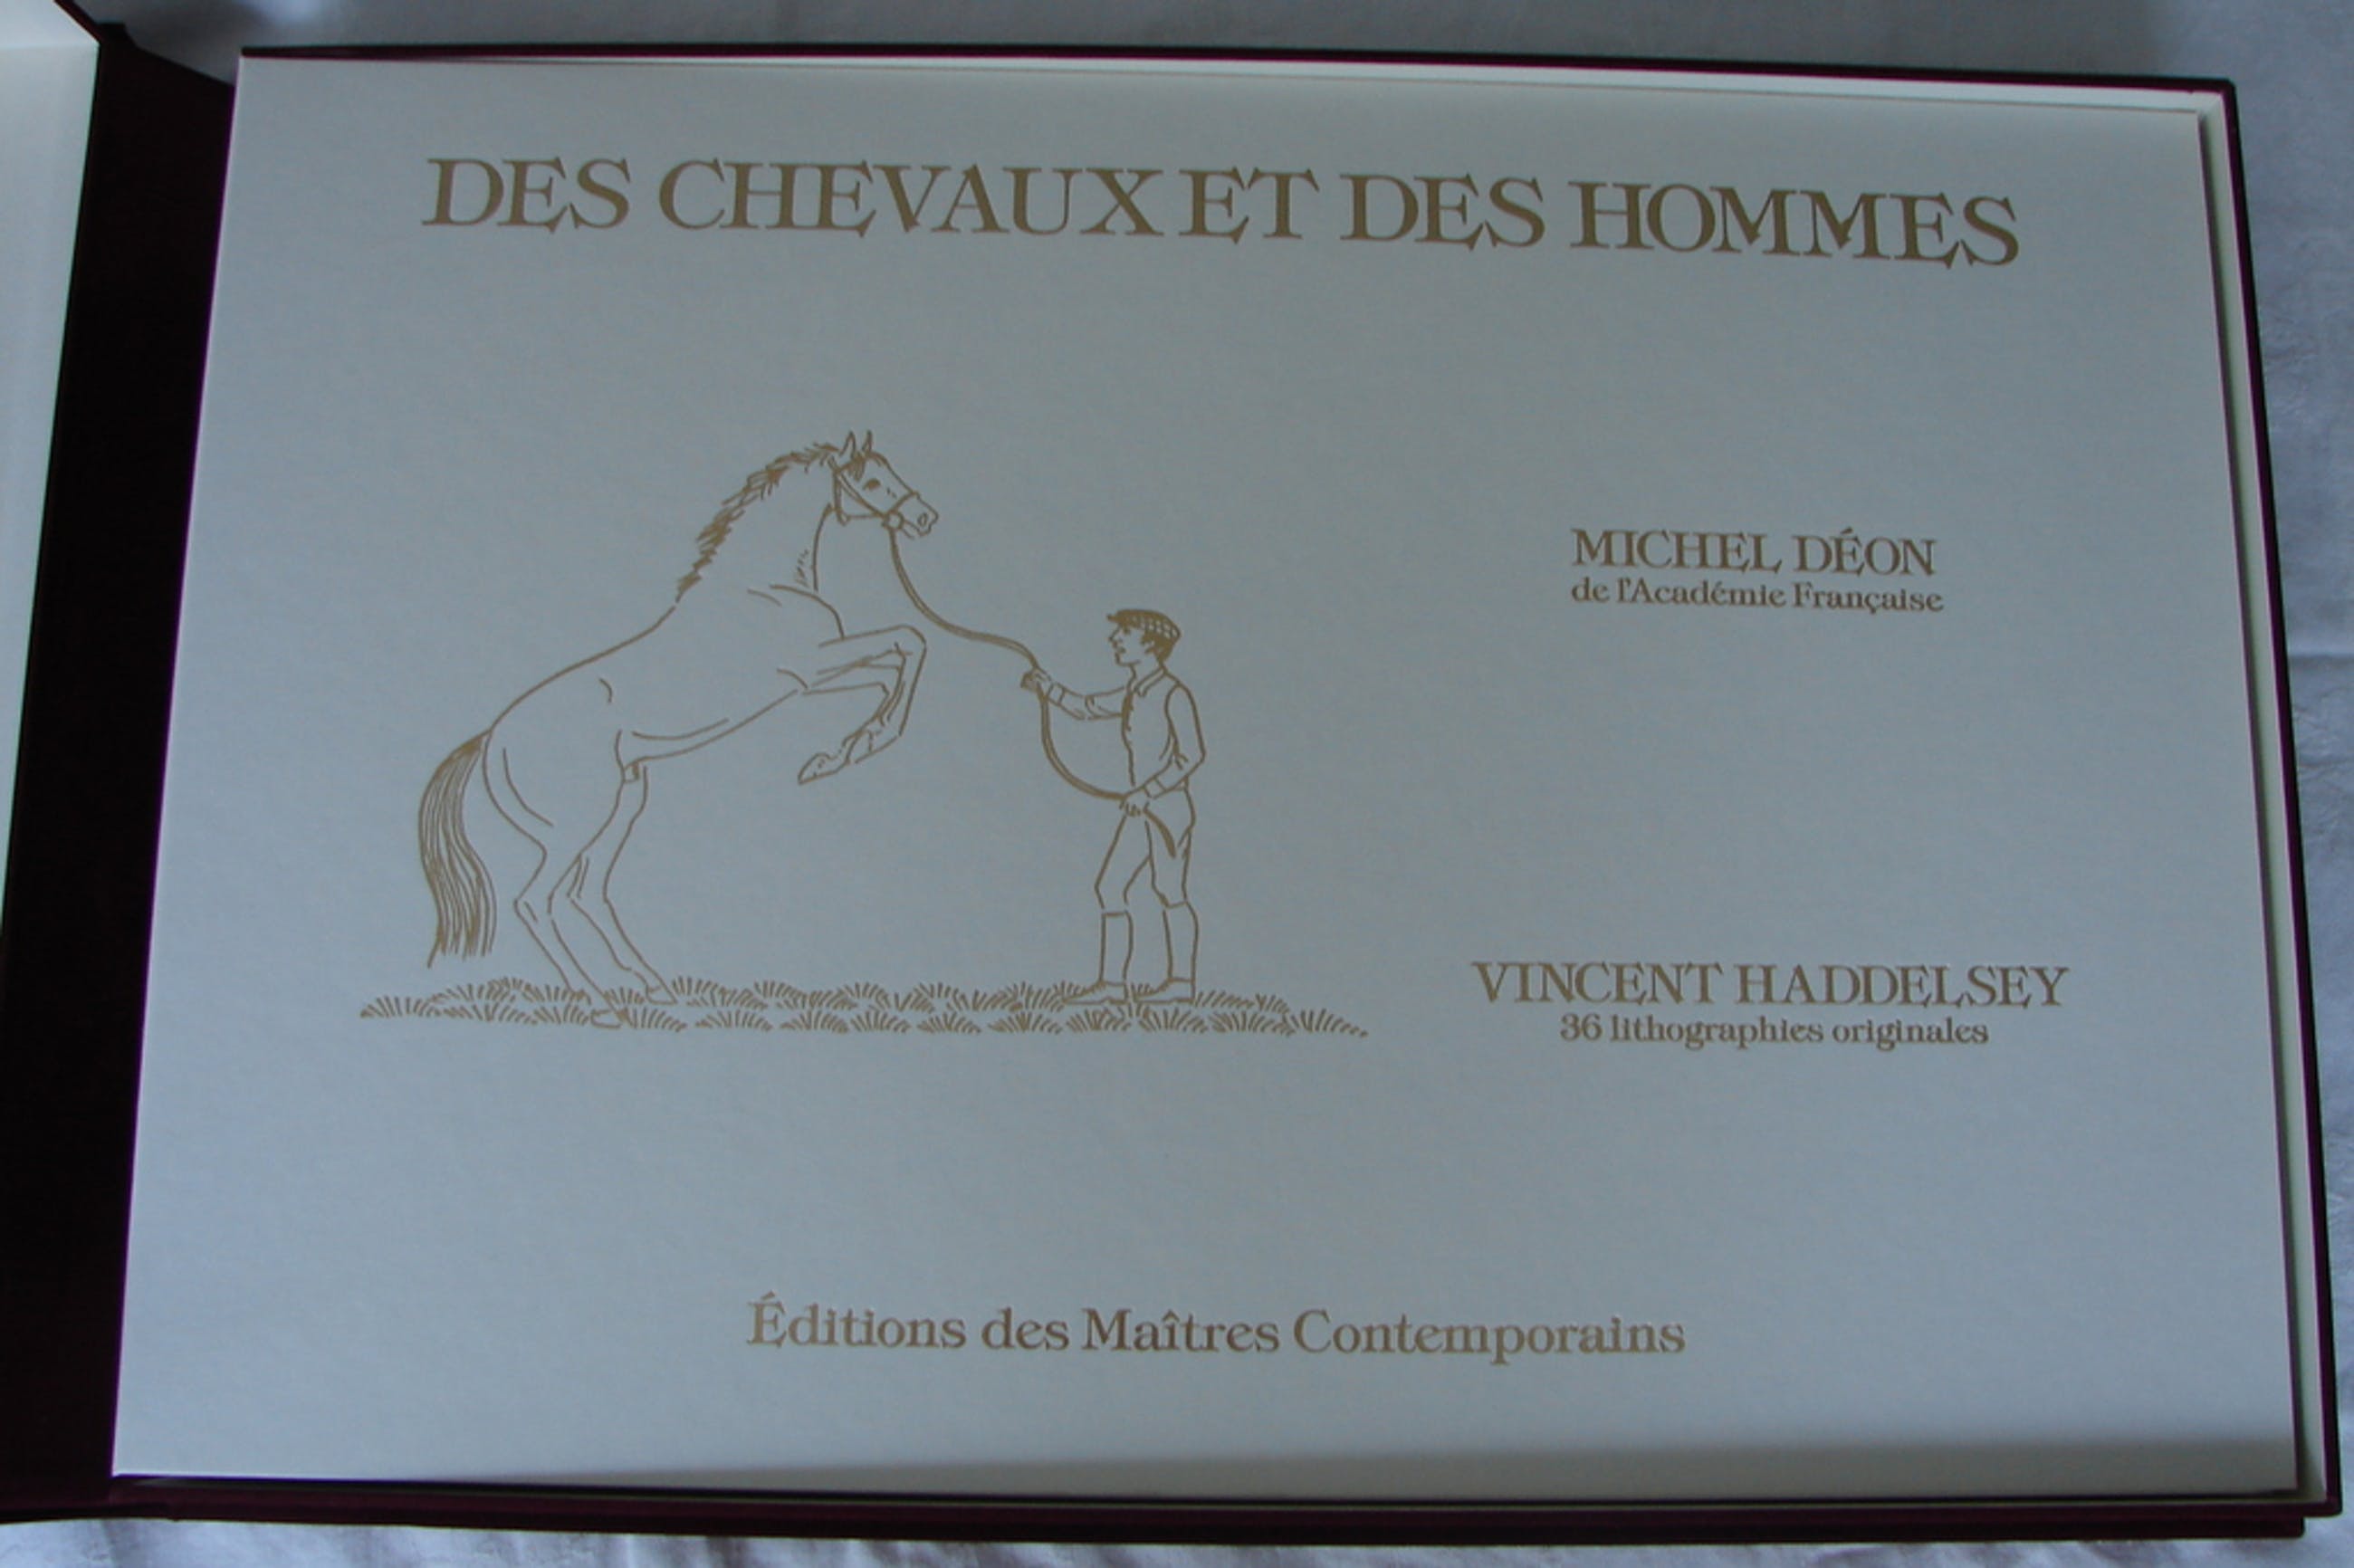 DES CHEVAUX ET DES HOMMES
MICHEL DÉON
de l'Académie Française
VINCENT HADDELSEY
36 lithographies originales
Éditions des Maîtres Contemporains